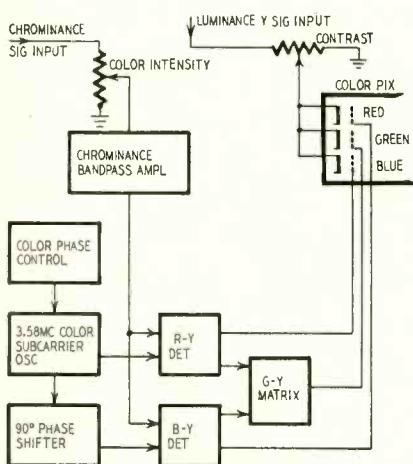 CHROMINANCE
SIG INPUT
LUMINANCE Y SIG INPUT
CONTRAST
COLOR INTENSITY
COLOR PIX
RED
GREEN
BLUE
CHROMINANCE
BANDPASS AMPL
COLOR PHASE
CONTROL
3.58MC COLOR
SUBCARRIER
OSC
R-Y
DET
G-Y
MATRIX
90° PHASE
SHIFTER
B-Y
DET